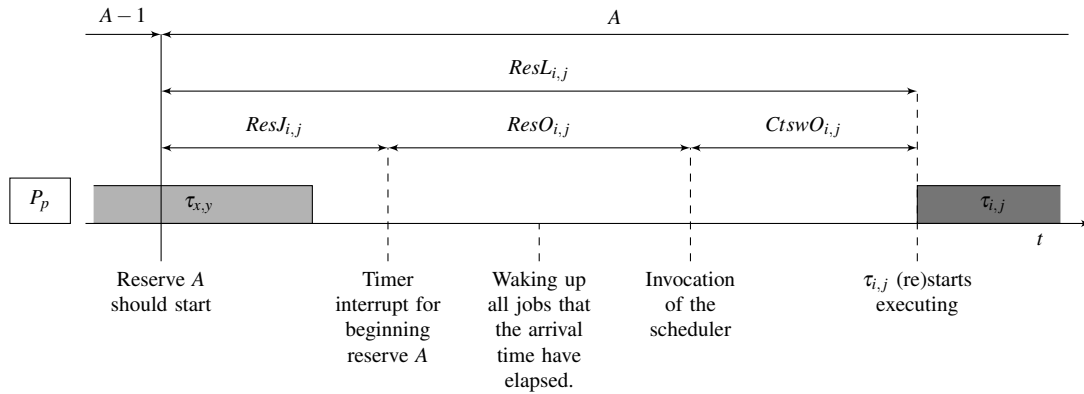 A − 1
A
ResL_{i,j}
ResJ_{i,j}
ResO_{i,j}
CtswO_{i,j}
P_p
τ_{x,y}
τ_{i,j}
t
Reserve A
should start
Timer
interrupt for
beginning
reserve A
Waking up
all jobs that
the arrival
time have
elapsed.
Invocation
of the
scheduler
τ_{i,j} (re)starts
executing